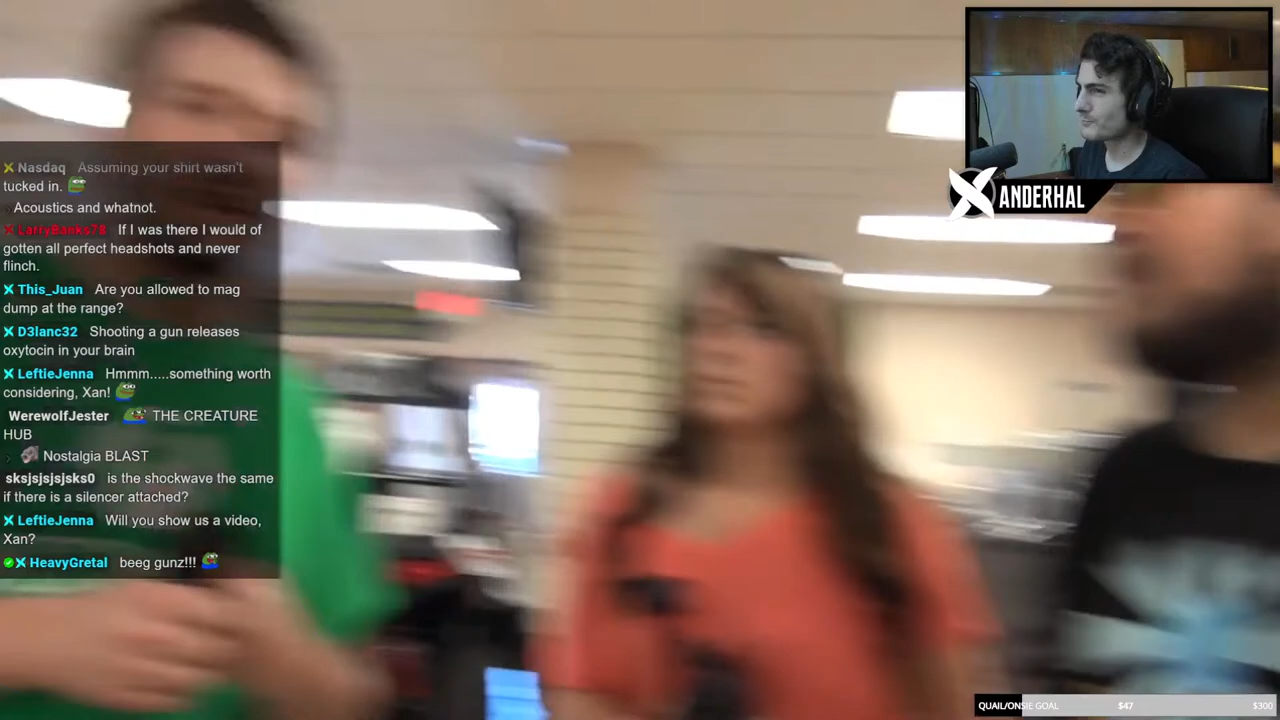 Nasdaq Assuming your shirt wasn't
tucked in.
Acoustics and whatnot.
LarryBanks78 If I was there I would of
gotten all perfect headshots and never
flinch.
This_Juan Are you allowed to mag
dump at the range?
D3lanc32 Shooting a gun releases
oxytocin in your brain
LeftieJenna Hmmm.....something worth
considering, Xan!
WerewolfJester THE CREATURE
HUB
Nostalgia BLAST
sksjsjsjsjsks0 is the shockwave the same
if there is a silencer attached?
LeftieJenna Will you show us a video,
Xan?
HeavyGretal beeg gunz!!!
ANDERHAL
QUAIL/ONSIE GOAL $47 $300